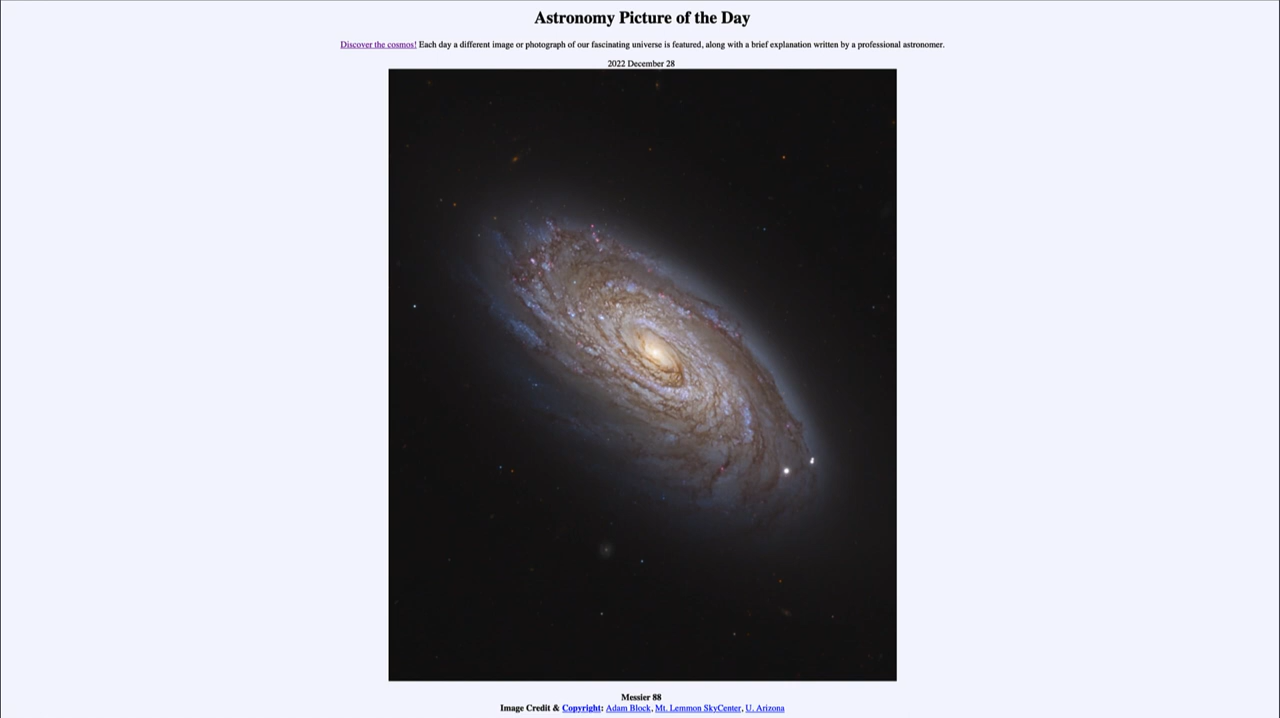 Astronomy Picture of the Day
Discover the cosmos! Each day a different image or photograph of our fascinating universe is featured, along with a brief explanation written by a professional astronomer.
2022 December 28
Messier 88
Image Credit & Copyright: Adam Block, Mt. Lemmon SkyCenter, U. Arizona